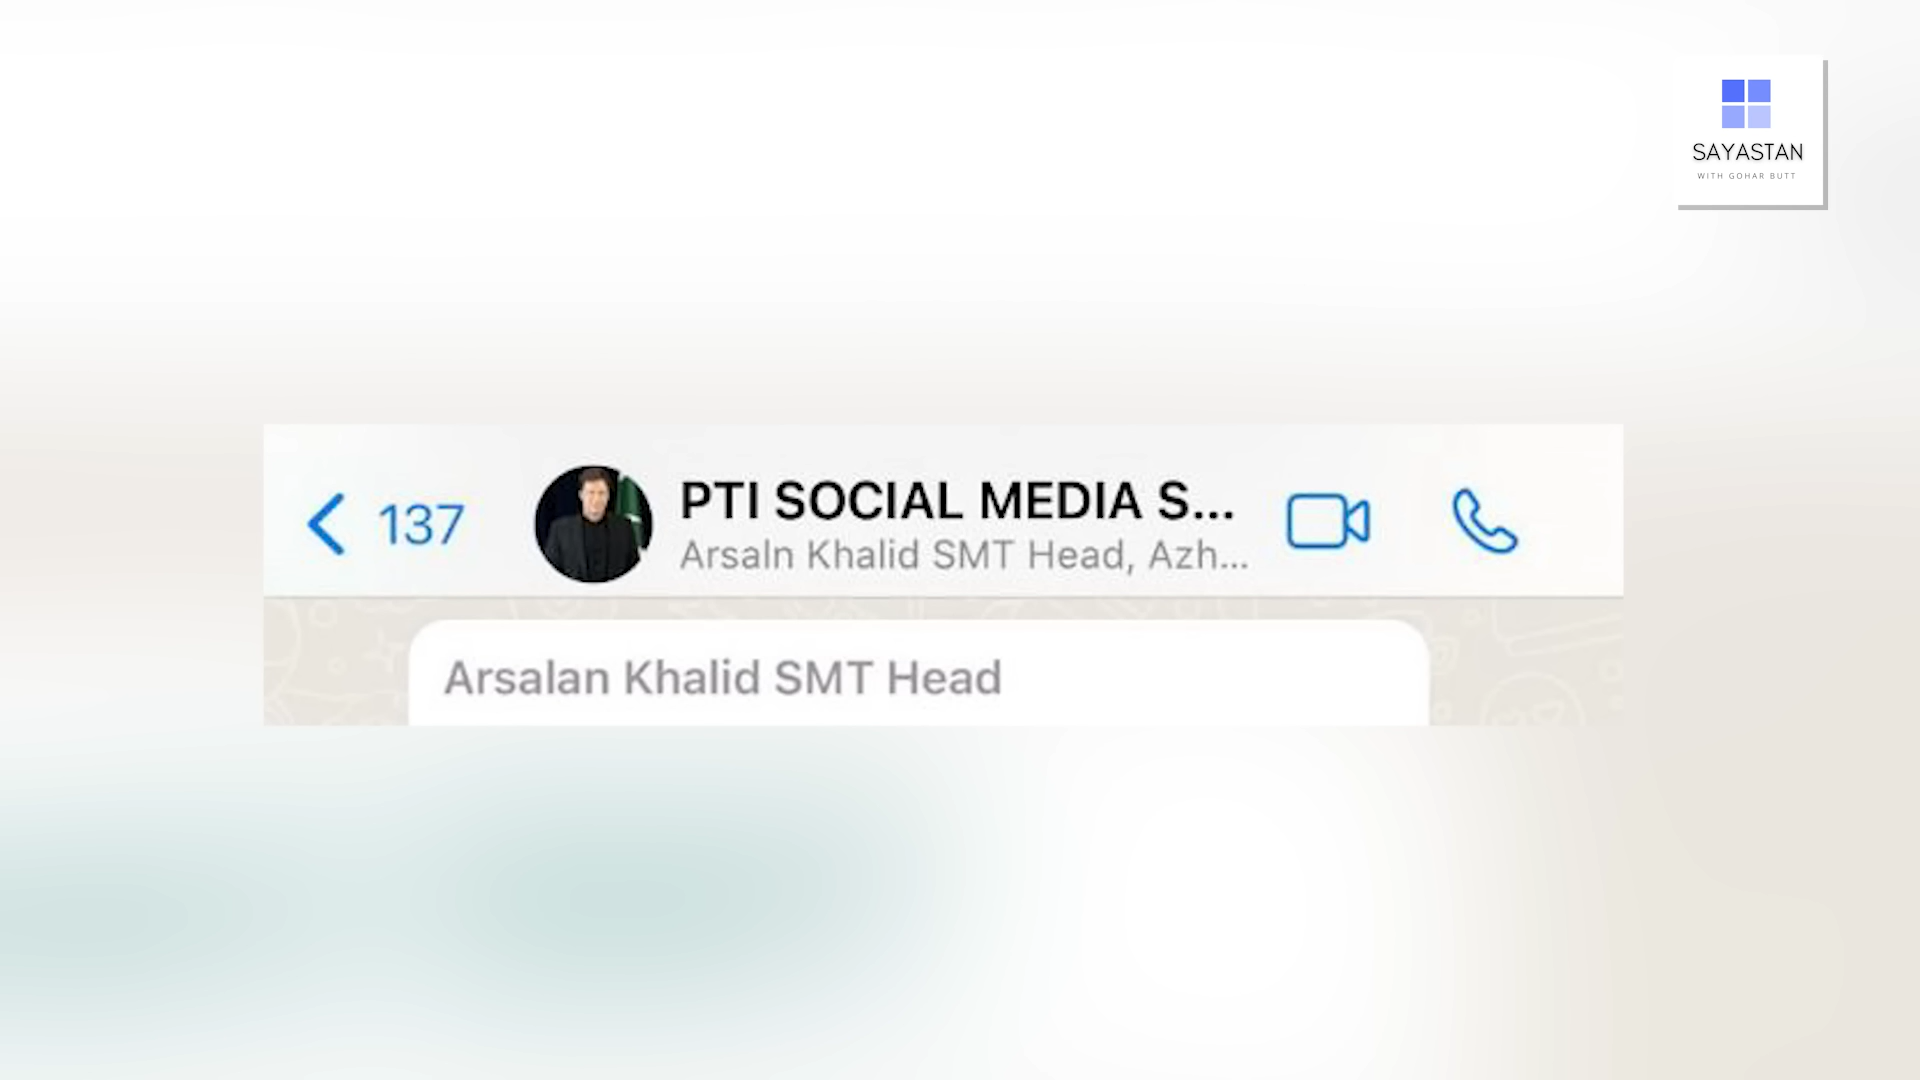 SAYASTAN
WITH GOHAR BUTT
137
PTI SOCIAL MEDIA S...
Arsaln Khalid SMT Head, Azh...
Arsalan Khalid SMT Head